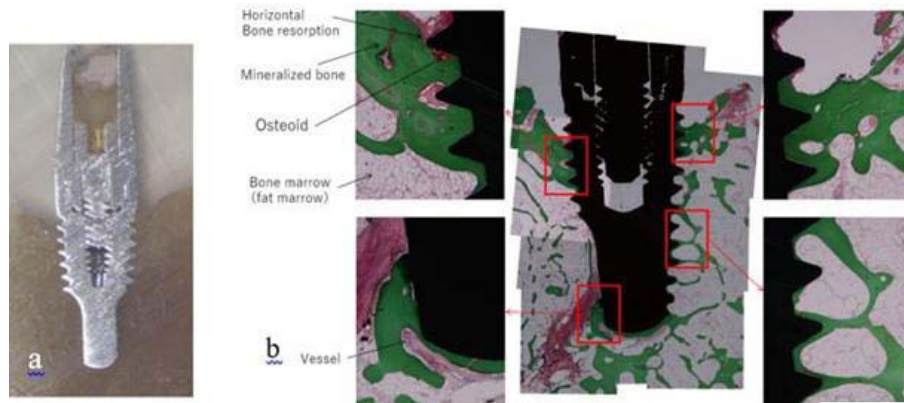 a
b
Horizontal
Bone resorption
Mineralized bone
Osteoid
Bone marrow
(fat marrow)
Vessel